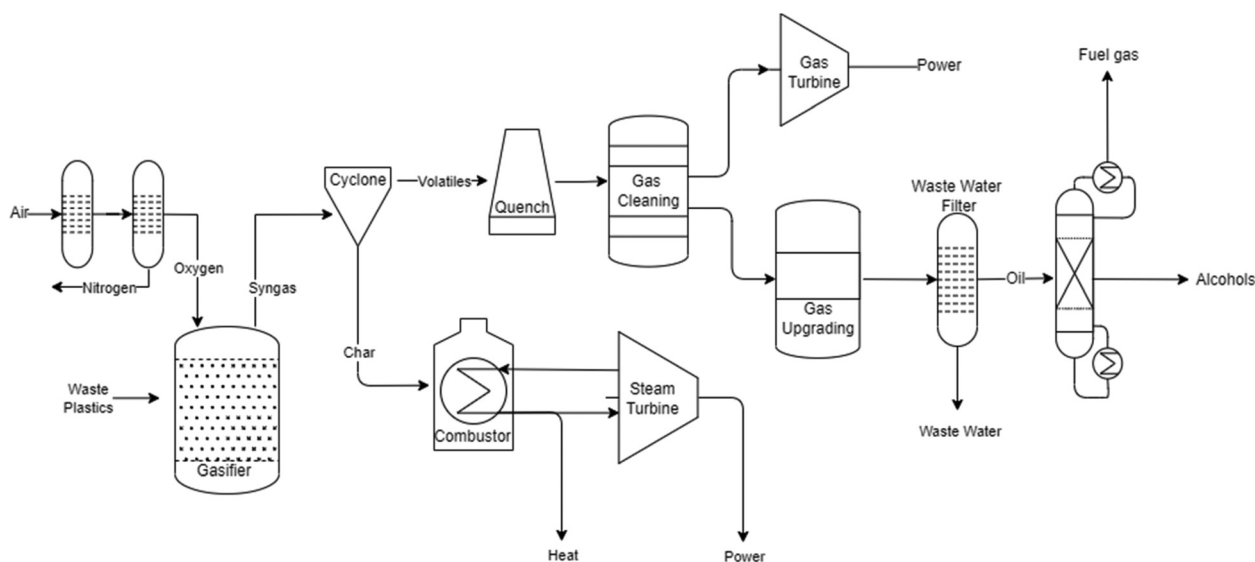 Fuel gas
Gas
Turbine
Power
Cyclone
Volatiles
Quench
Gas
Cleaning
Waste Water
Filter
Air
Oxygen
Nitrogen
Syngas
Oil
Alcohols
Gas
Upgrading
Char
Waste
Plastics
Steam
Turbine
Combustor
Waste Water
Gasifier
Heat
Power